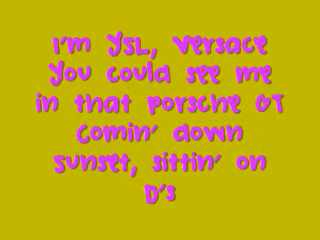 I'm YSL, Versace
You could see me
in that Porsche GT
Comin' down
Sunset, sittin' on
D's